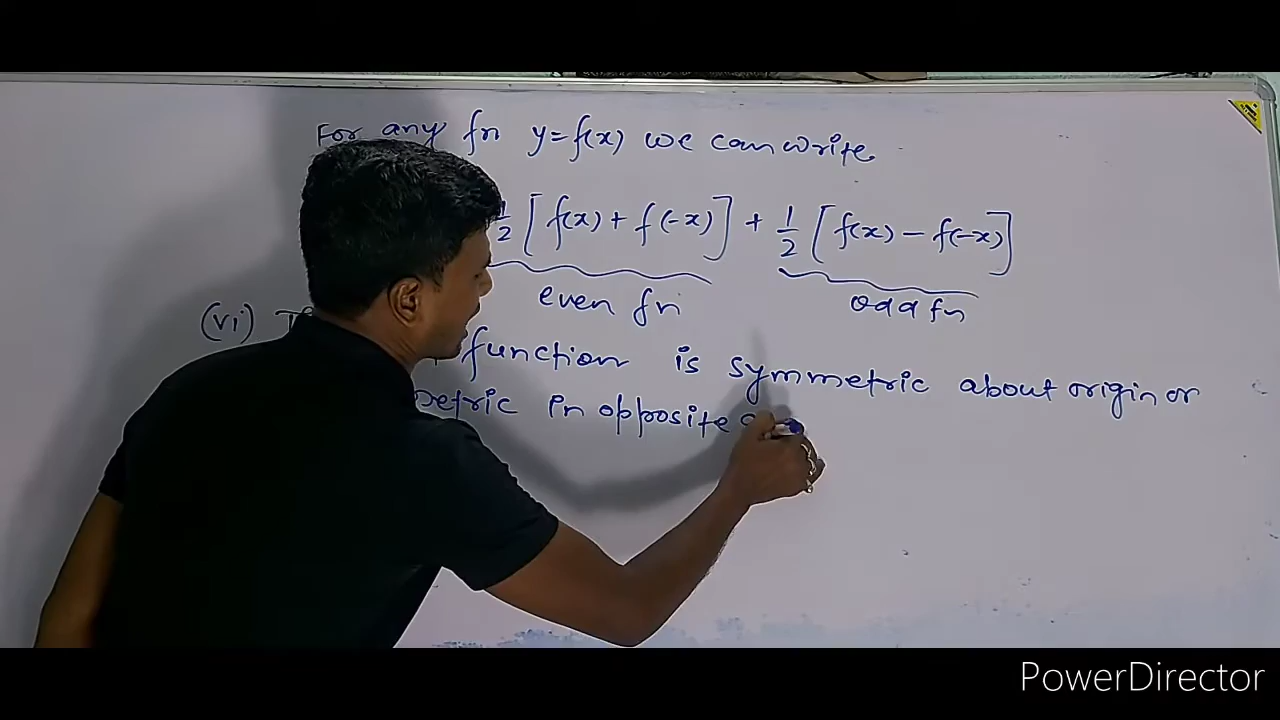 For any fn y=f(x) we can write
1/2 [f(x) + f(-x)] + 1/2 [f(x) - f(-x)]
even fn odd fn
(vi)
function is symmetric about origin or
metric in opposite
PowerDirector